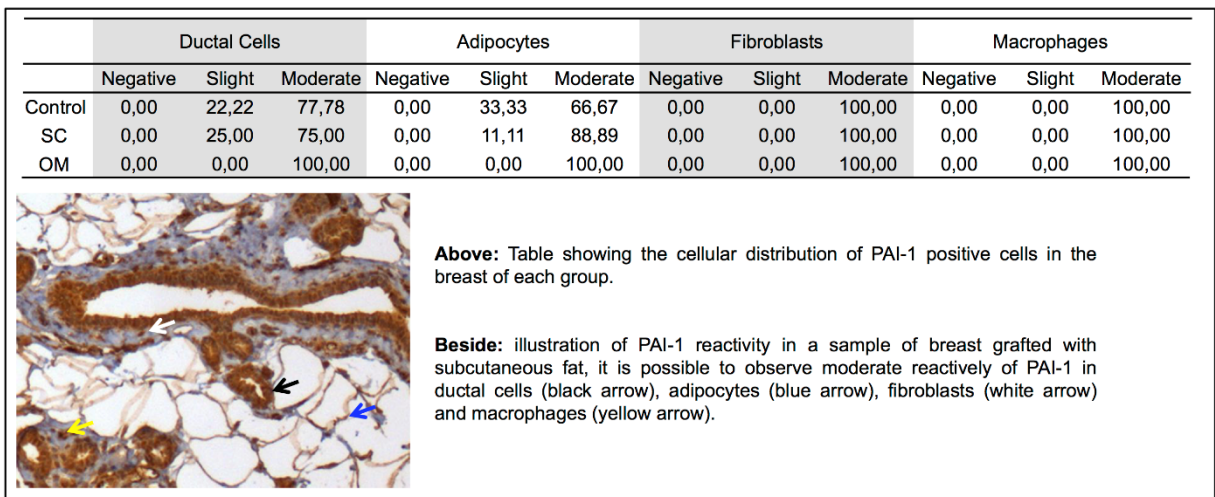 Ductal Cells Adipocytes Fibroblasts Macrophages
Negative Slight Moderate Negative Slight Moderate Negative Slight Moderate Negative Slight Moderate
Control 0,00 22,22 77,78 0,00 33,33 66,67 0,00 0,00 100,00 0,00 0,00 100,00
SC 0,00 25,00 75,00 0,00 11,11 88,89 0,00 0,00 100,00 0,00 0,00 100,00
OM 0,00 0,00 100,00 0,00 0,00 100,00 0,00 0,00 100,00 0,00 0,00 100,00
Above: Table showing the cellular distribution of PAI-1 positive cells in the
breast of each group.
Beside: illustration of PAI-1 reactivity in a sample of breast grafted with
subcutaneous fat, it is possible to observe moderate reactively of PAI-1 in
ductal cells (black arrow), adipocytes (blue arrow), fibroblasts (white arrow)
and macrophages (yellow arrow).